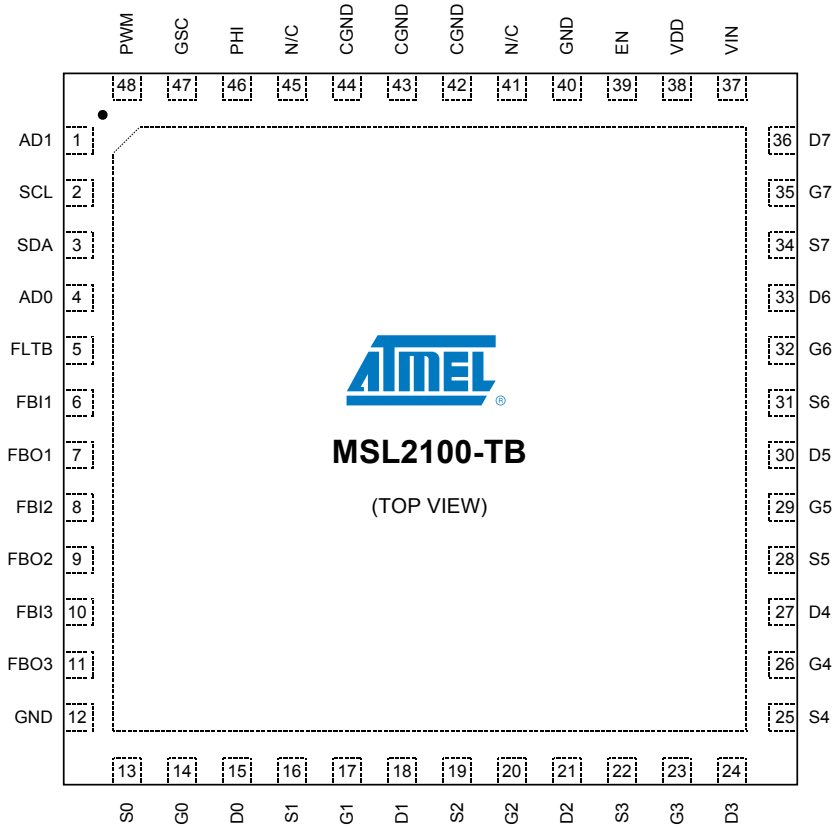 PWM GSC PHI N/C CGND CGND CGND N/C GND EN VDD VIN
48 47 46 45 44 43 42 41 40 39 38 37
AD1 1 36 D7
SCL 2 35 G7
SDA 3 34 S7
AD0 4 33 D6
FLTB 5 32 G6
FBI1 6 31 S6
FBO1 7 30 D5
FBI2 8 29 G5
FBO2 9 28 S5
FBI3 10 27 D4
FBO3 11 26 G4
GND 12 25 S4
ATMEL ®
MSL2100-TB
(TOP VIEW)
13 14 15 16 17 18 19 20 21 22 23 24
S0 G0 D0 S1 G1 D1 S2 G2 D2 S3 G3 D3